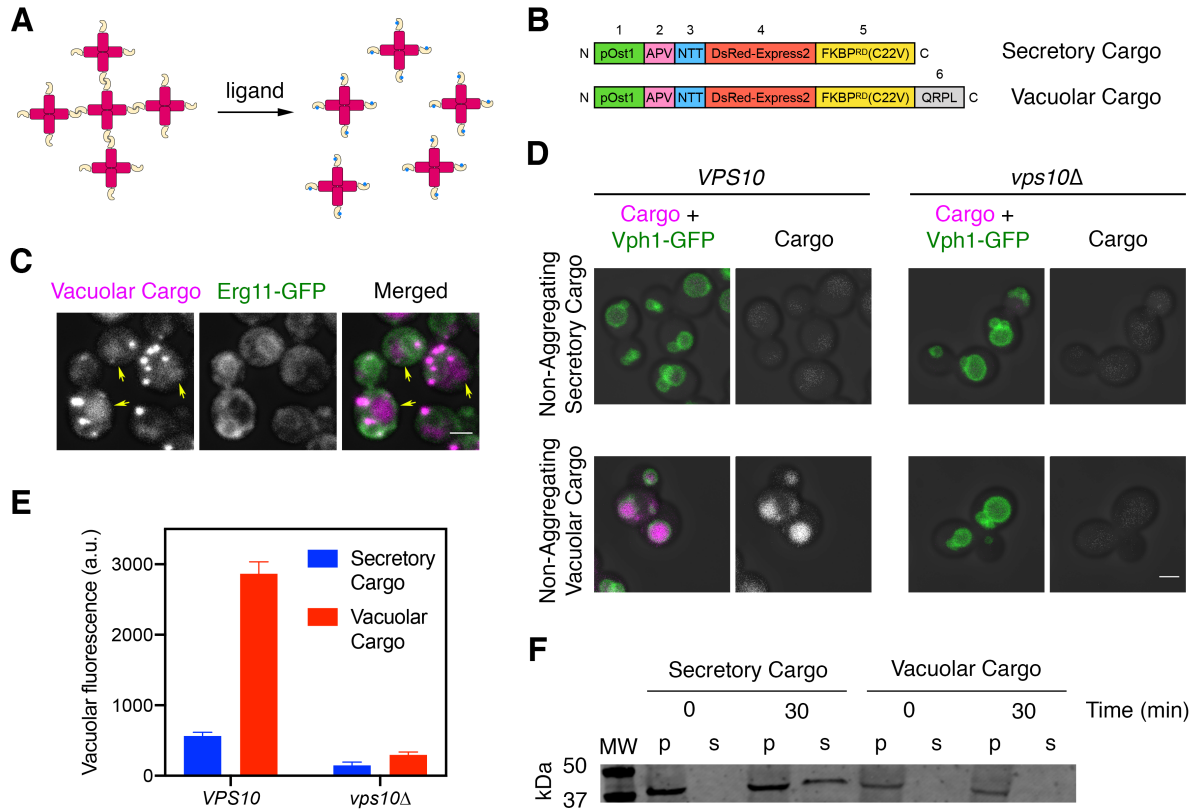 A
ligand
B
1 2 3 4 5
N pOst1 APV NTT DsRed-Express2 FKBPᴿᴰ(C22V) C
Secretory Cargo
6
N pOst1 APV NTT DsRed-Express2 FKBPᴿᴰ(C22V) QRPL C
Vacuolar Cargo
C
Vacuolar Cargo Erg11-GFP Merged
D
VPS10 vps10Δ
Cargo + Cargo +
Vph1-GFP Cargo Vph1-GFP Cargo
Non-Aggregating
Secretory Cargo
Non-Aggregating
Vacuolar Cargo
E
Vacuolar fluorescence (a.u.)
3000
2000
1000
0
Secretory
Cargo
Vacuolar
Cargo
VPS10 vps10Δ
F
Secretory Cargo Vacuolar Cargo
0 30 0 30 Time (min)
MW p s p s p s p s
kDa
50
37